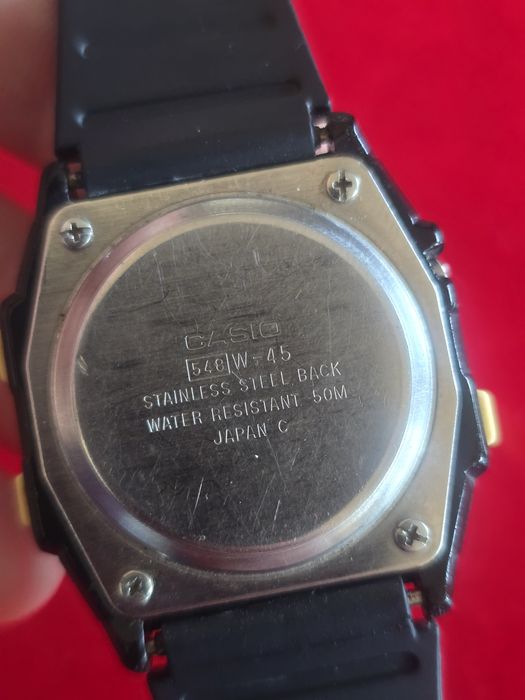 CASIO
548 W-45
STAINLESS STEEL BACK
WATER RESISTANT 50M
JAPAN C